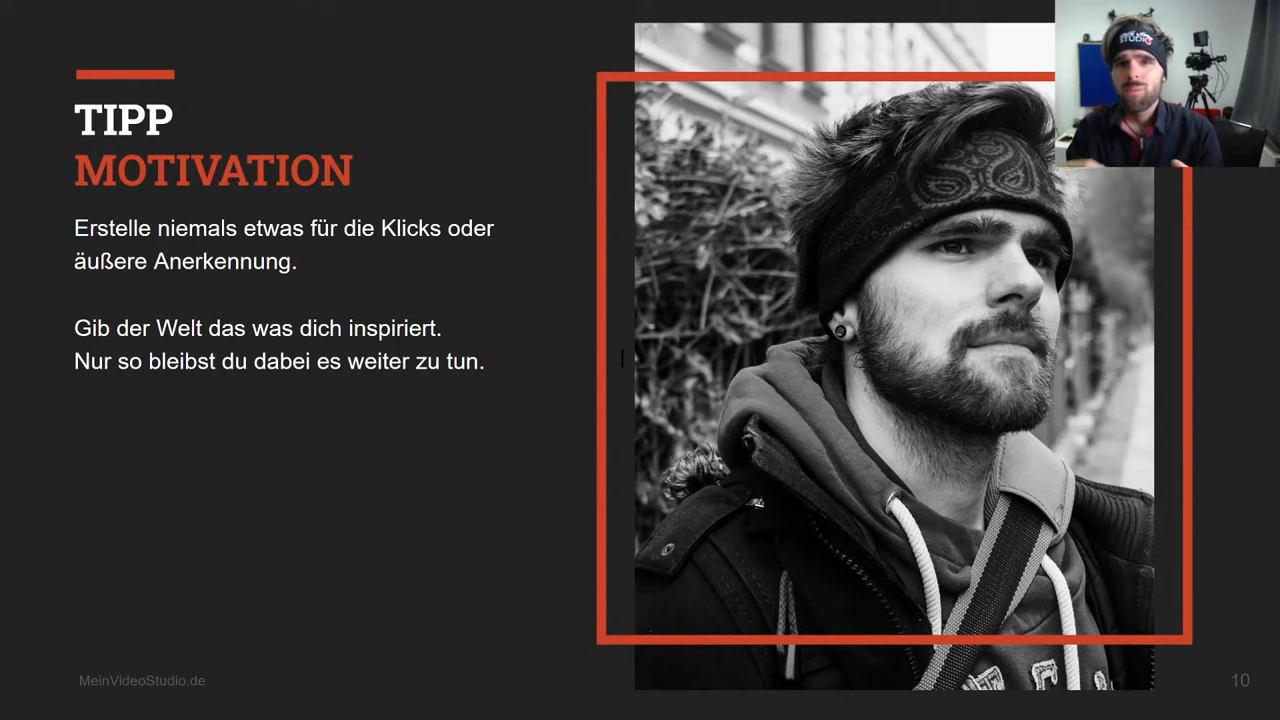 TIPP
MOTIVATION
Erstelle niemals etwas für die Klicks oder
äußere Anerkennung.
Gib der Welt das was dich inspiriert.
Nur so bleibst du dabei es weiter zu tun.
STUDIO
MeinVideoStudio.de
10